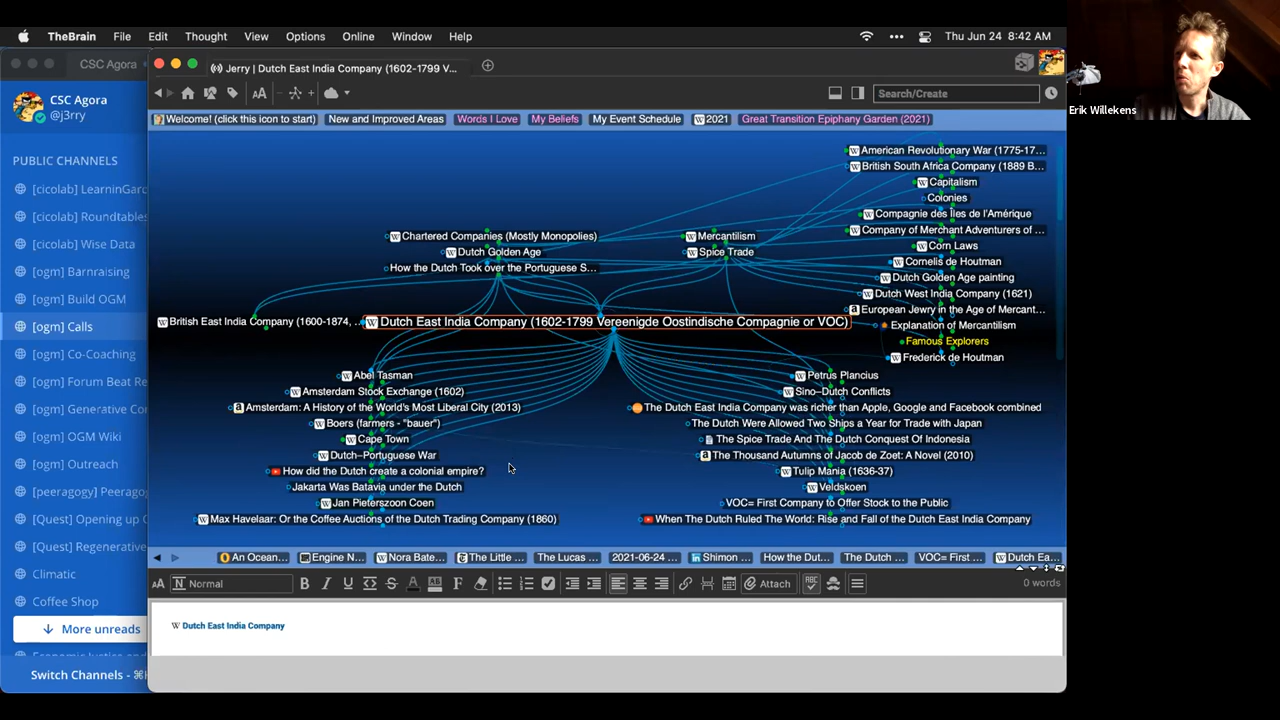 TheBrain File Edit Thought View Options Online Window Help Thu Jun 24 8:42 AM
CSC Agora
Jerry | Dutch East India Company (1602-1799 V...
CSC Agora
@j3rry
Search/Create
Welcome! (click this icon to start) New and Improved Areas Words I Love My Beliefs My Event Schedule 2021 Great Transition Epiphany Garden (2021)
Erik Willekens
PUBLIC CHANNELS
[cicolab] LearningGard
[cicolab] Roundtables
[cicolab] Wise Data
[ogm] Barnraising
[ogm] Build OGM
[ogm] Calls
[ogm] Co-Coaching
[ogm] Forum Beat Re
[ogm] Generative Con
[ogm] OGM Wiki
[ogm] Outreach
[peeragogy] Peeragog
[Quest] Opening up C
[Quest] Regenerative
Climatic
Coffee Shop
More unreads
Switch Channels - ⌘
American Revolutionary War (1775-17...
British South Africa Company (1889 B...
Capitalism
Colonies
Compagnie des Îles de l'Amérique
Company of Merchant Adventurers of ...
Corn Laws
Cornelis de Houtman
Dutch Golden Age painting
Dutch West India Company (1621)
European Jewry in the Age of Mercant...
Explanation of Mercantilism
Famous Explorers
Frederick de Houtman
Chartered Companies (Mostly Monopolies)
Dutch Golden Age
How the Dutch Took over the Portuguese S...
Mercantilism
Spice Trade
British East India Company (1600-1874, ...
Dutch East India Company (1602-1799 Vereenigde Oostindische Compagnie or VOC)
Abel Tasman
Amsterdam Stock Exchange (1602)
Amsterdam: A History of the World's Most Liberal City (2013)
Boers (farmers - "bauer")
Cape Town
Dutch–Portuguese War
How did the Dutch create a colonial empire?
Jakarta Was Batavia under the Dutch
Jan Pieterszoon Coen
Max Havelaar: Or the Coffee Auctions of the Dutch Trading Company (1860)
Petrus Plancius
Sino–Dutch Conflicts
The Dutch East India Company was richer than Apple, Google and Facebook combined
The Dutch Were Allowed Two Ships a Year for Trade with Japan
The Spice Trade And The Dutch Conquest Of Indonesia
The Thousand Autumns of Jacob de Zoet: A Novel (2010)
Tulip Mania (1636-37)
Veldskoen
VOC= First Company to Offer Stock to the Public
When The Dutch Ruled The World: Rise and Fall of the Dutch East India Company
An Ocean... Engine N... Nora Bate... The Little ... The Lucas ... 2021-06-24 ... Shimon ... How the Dut... The Dutch ... VOC= First ... Dutch Ea...
Normal B I U S A F Attach ABC 0 words
W Dutch East India Company